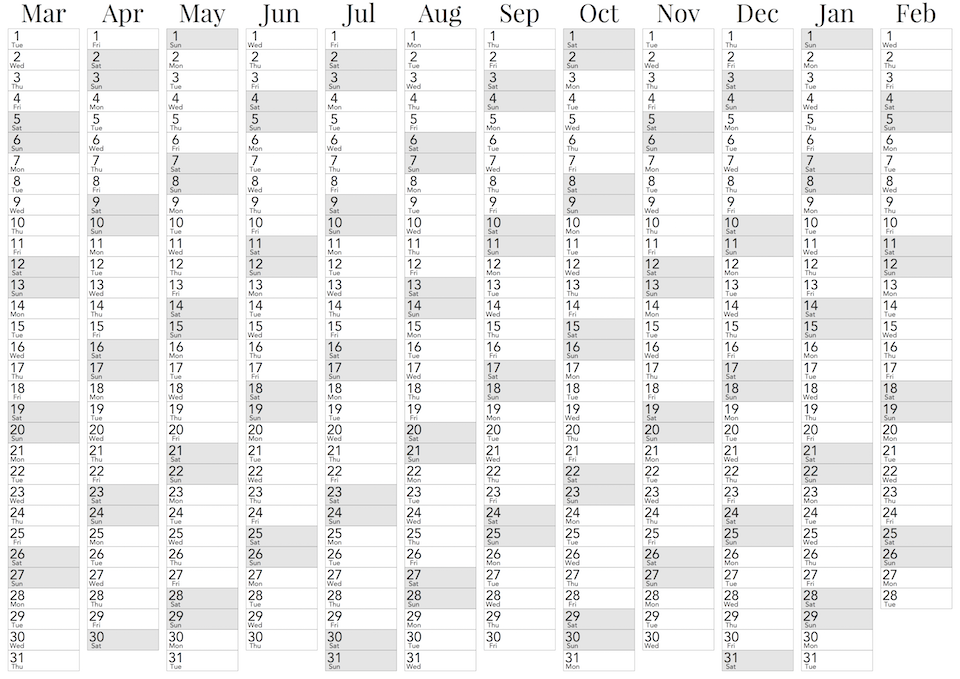 Mar Apr May Jun Jul Aug Sep Oct Nov Dec Jan Feb
1 1 1 1 1 1 1 1 1 1 1 1
Tue Fri Sun Wed Fri Mon Thu Sat Tue Thu Sun Wed
2 2 2 2 2 2 2 2 2 2 2 2
Wed Sat Mon Thu Sat Tue Fri Sun Wed Fri Mon Thu
3 3 3 3 3 3 3 3 3 3 3 3
Thu Sun Tue Fri Sun Wed Sat Mon Thu Sat Tue Fri
4 4 4 4 4 4 4 4 4 4 4 4
Fri Mon Wed Sat Mon Thu Sun Tue Fri Sun Wed Sat
5 5 5 5 5 5 5 5 5 5 5 5
Sat Tue Thu Sun Tue Fri Mon Wed Sat Mon Thu Sun
6 6 6 6 6 6 6 6 6 6 6 6
Sun Wed Fri Mon Wed Sat Tue Thu Sun Tue Fri Mon
7 7 7 7 7 7 7 7 7 7 7 7
Mon Thu Sat Tue Thu Sun Wed Fri Mon Wed Sat Tue
8 8 8 8 8 8 8 8 8 8 8 8
Tue Fri Sun Wed Fri Mon Thu Sat Tue Thu Sun Wed
9 9 9 9 9 9 9 9 9 9 9 9
Wed Sat Mon Thu Sat Tue Fri Sun Wed Fri Mon Thu
10 10 10 10 10 10 10 10 10 10 10 10
Thu Sun Tue Fri Sun Wed Sat Mon Thu Sat Tue Fri
11 11 11 11 11 11 11 11 11 11 11 11
Fri Mon Wed Sat Mon Thu Sun Tue Fri Sun Wed Sat
12 12 12 12 12 12 12 12 12 12 12 12
Sat Tue Thu Sun Tue Fri Mon Wed Sat Mon Thu Sun
13 13 13 13 13 13 13 13 13 13 13 13
Sun Wed Fri Mon Wed Sat Tue Thu Sun Tue Fri Mon
14 14 14 14 14 14 14 14 14 14 14 14
Mon Thu Sat Tue Thu Sun Wed Fri Mon Wed Sat Tue
15 15 15 15 15 15 15 15 15 15 15 15
Tue Fri Sun Wed Fri Mon Thu Sat Tue Thu Sun Wed
16 16 16 16 16 16 16 16 16 16 16 16
Wed Sat Mon Thu Sat Tue Fri Sun Wed Fri Mon Thu
17 17 17 17 17 17 17 17 17 17 17 17
Thu Sun Tue Fri Sun Wed Sat Mon Thu Sat Tue Fri
18 18 18 18 18 18 18 18 18 18 18 18
Fri Mon Wed Sat Mon Thu Sun Tue Fri Sun Wed Sat
19 19 19 19 19 19 19 19 19 19 19 19
Sat Tue Thu Sun Tue Fri Mon Wed Sat Mon Thu Sun
20 20 20 20 20 20 20 20 20 20 20 20
Sun Wed Fri Mon Wed Sat Tue Thu Sun Tue Fri Mon
21 21 21 21 21 21 21 21 21 21 21 21
Mon Thu Sat Tue Thu Sun Wed Fri Mon Wed Sat Tue
22 22 22 22 22 22 22 22 22 22 22 22
Tue Fri Sun Wed Fri Mon Thu Sat Tue Thu Sun Wed
23 23 23 23 23 23 23 23 23 23 23 23
Wed Sat Mon Thu Sat Tue Fri Sun Wed Fri Mon Thu
24 24 24 24 24 24 24 24 24 24 24 24
Thu Sun Tue Fri Sun Wed Sat Mon Thu Sat Tue Fri
25 25 25 25 25 25 25 25 25 25 25 25
Fri Mon Wed Sat Mon Thu Sun Tue Fri Sun Wed Sat
26 26 26 26 26 26 26 26 26 26 26 26
Sat Tue Thu Sun Tue Fri Mon Wed Sat Mon Thu Sun
27 27 27 27 27 27 27 27 27 27 27 27
Sun Wed Fri Mon Wed Sat Tue Thu Sun Tue Fri Mon
28 28 28 28 28 28 28 28 28 28 28 28
Mon Thu Sat Tue Thu Sun Wed Fri Mon Wed Sat Tue
29 29 29 29 29 29 29 29 29 29 29
Tue Fri Sun Wed Fri Mon Thu Sat Tue Thu Sun
30 30 30 30 30 30 30 30 30 30 30
Wed Sat Mon Thu Sat Tue Fri Sun Wed Fri Mon
31 31 31 31 31 31 31
Thu Tue Sun Wed Mon Sat Tue